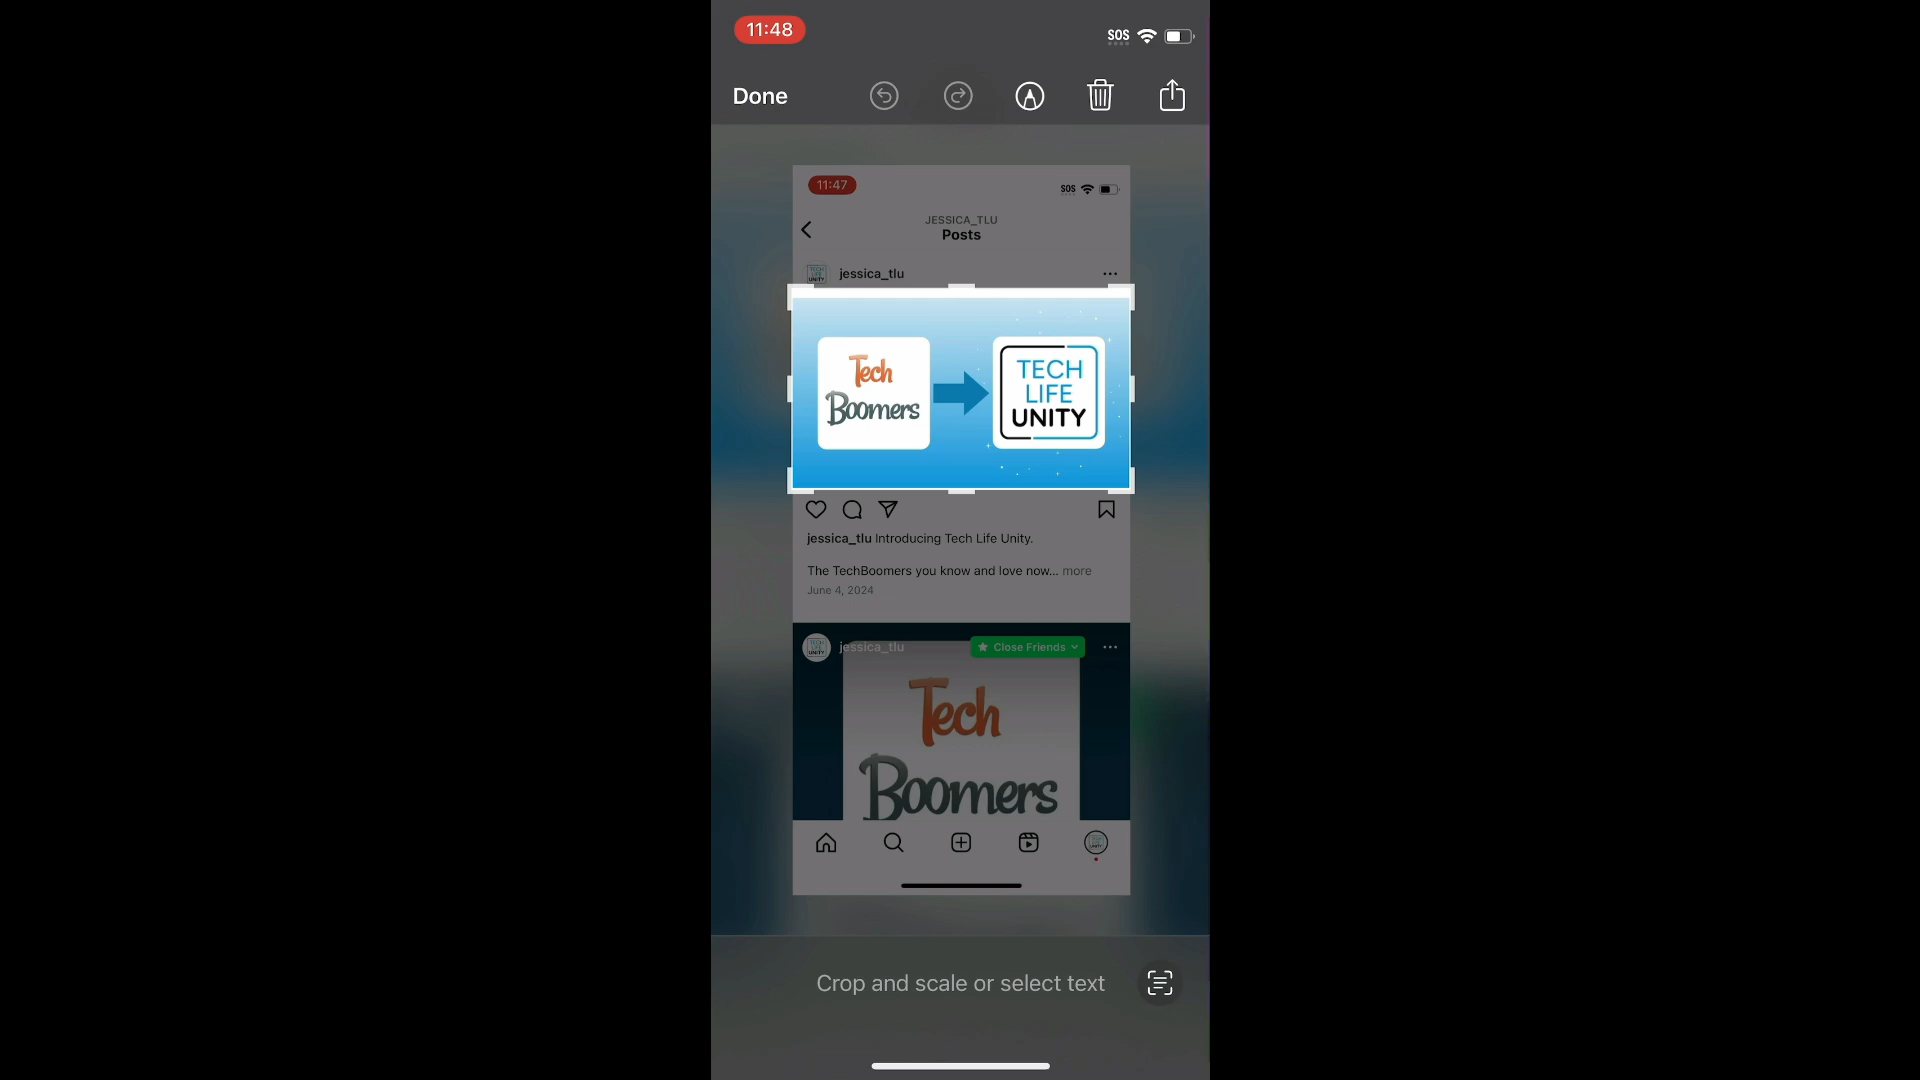 11:48
SOS
Done
11:47
SOS
JESSICA_TLU
Posts
jessica_tlu
Tech
Boomers
TECH
LIFE
UNITY
jessica_tlu Introducing Tech Life Unity.
The TechBoomers you know and love now... more
June 4, 2024
jessica_tlu
Close Friends
Tech
Boomers
Crop and scale or select text